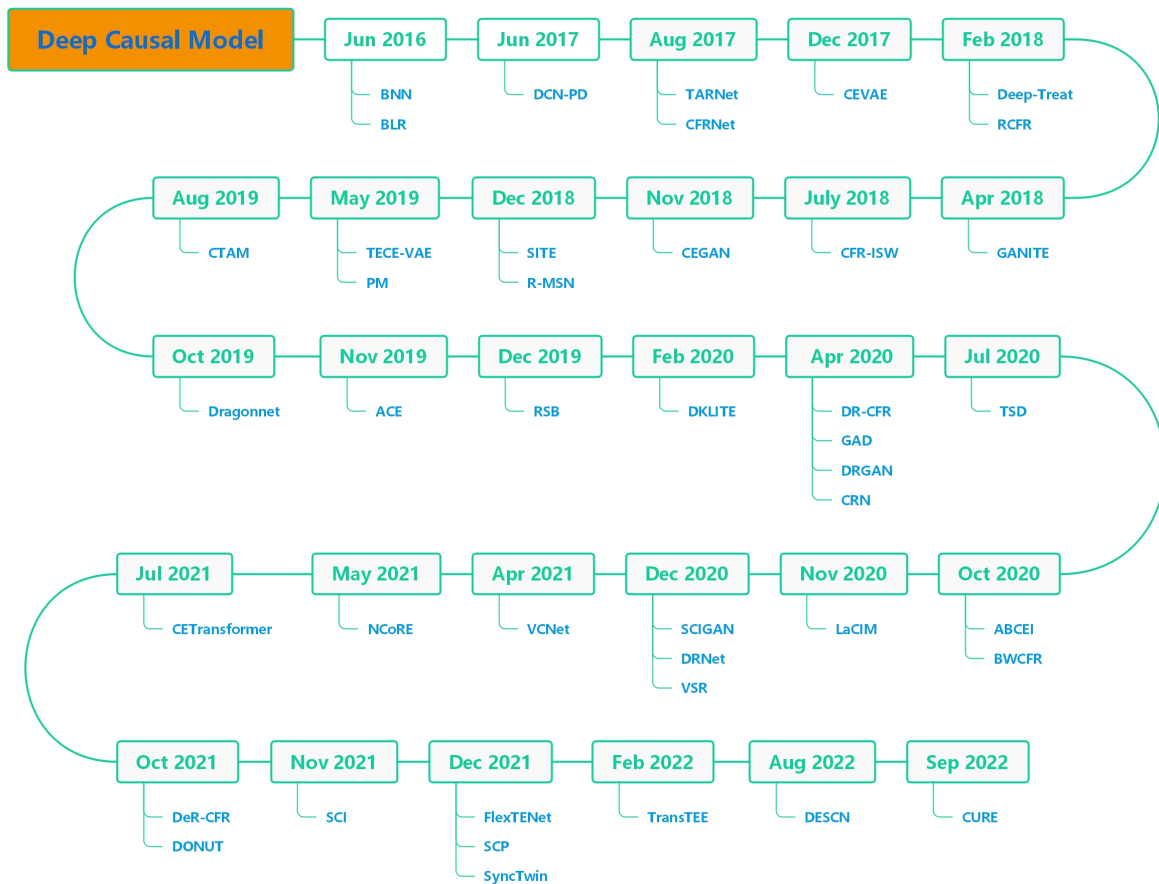 Deep Causal Model
Jun 2016
BNN
BLR
Jun 2017
DCN-PD
Aug 2017
TARNet
CFRNet
Dec 2017
CEVAE
Feb 2018
Deep-Treat
RCFR
Apr 2018
GANITE
July 2018
CFR-ISW
Nov 2018
CEGAN
Dec 2018
SITE
R-MSN
May 2019
TECE-VAE
PM
Aug 2019
CTAM
Oct 2019
Dragonnet
Nov 2019
ACE
Dec 2019
RSB
Feb 2020
DKLITE
Apr 2020
DR-CFR
GAD
DRGAN
CRN
Jul 2020
TSD
Oct 2020
ABCEI
BWCFR
Nov 2020
LaCIM
Dec 2020
SCIGAN
DRNet
VSR
Apr 2021
VCNet
May 2021
NCoRE
Jul 2021
CETransformer
Oct 2021
DeR-CFR
DONUT
Nov 2021
SCI
Dec 2021
FlexTENet
SCP
SyncTwin
Feb 2022
TransTEE
Aug 2022
DESCN
Sep 2022
CURE